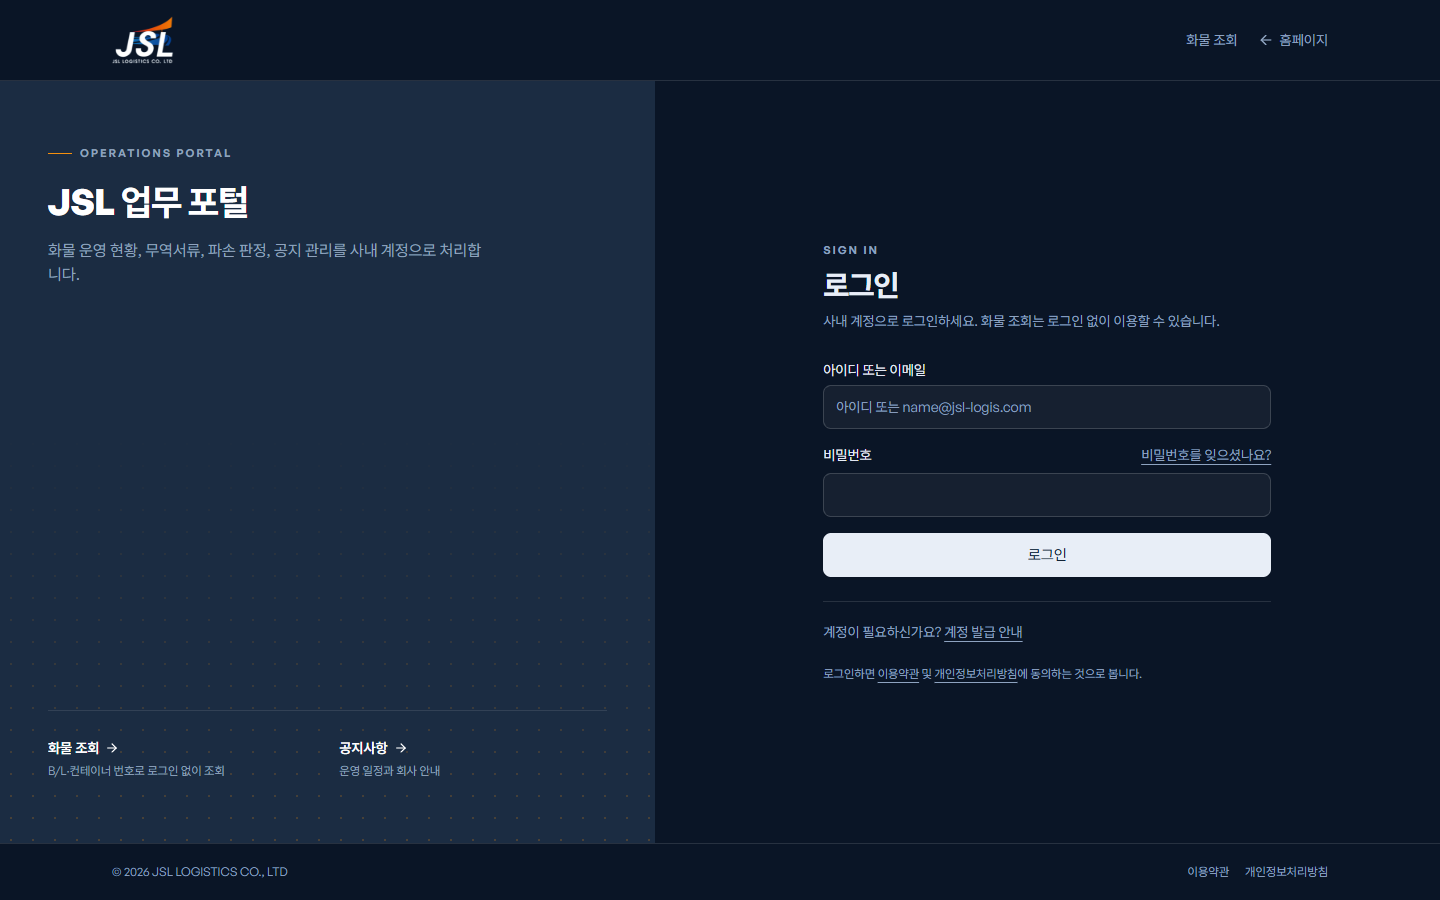 JSL
JSL LOGISTICS CO., LTD
화물 조회
← 홈페이지
OPERATIONS PORTAL
JSL 업무 포털
화물 운영 현황, 무역서류, 파손 판정, 공지 관리를 사내 계정으로 처리합
니다.
화물 조회 →
B/L·컨테이너 번호로 로그인 없이 조회
공지사항 →
운영 일정과 회사 안내
SIGN IN
로그인
사내 계정으로 로그인하세요. 화물 조회는 로그인 없이 이용할 수 있습니다.
아이디 또는 이메일
아이디 또는 name@jsl-logis.com
비밀번호
비밀번호를 잊으셨나요?
로그인
계정이 필요하신가요? 계정 발급 안내
로그인하면 이용약관 및 개인정보처리방침에 동의하는 것으로 봅니다.
© 2026 JSL LOGISTICS CO., LTD
이용약관
개인정보처리방침